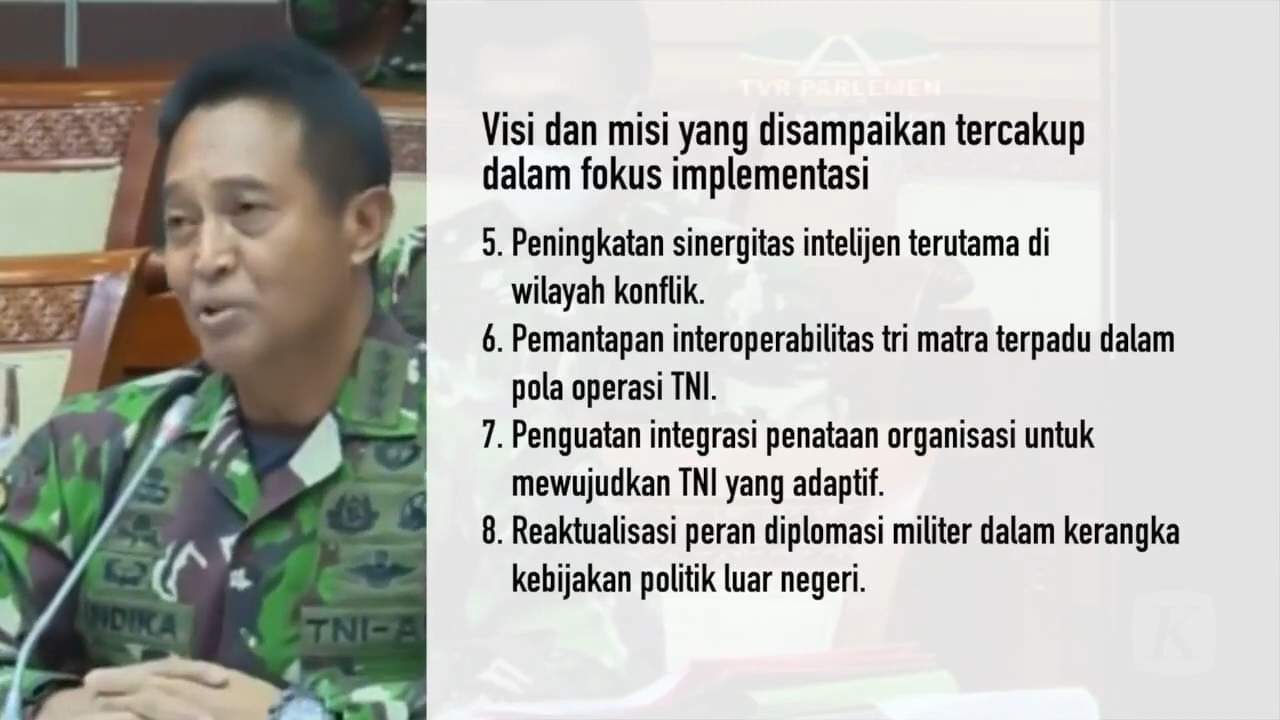 TVR PARLEMEN
Visi dan misi yang disampaikan tercakup
dalam fokus implementasi
5. Peningkatan sinergitas intelijen terutama di
wilayah konflik.
6. Pemantapan interoperabilitas tri matra terpadu dalam
pola operasi TNI.
7. Penguatan integrasi penataan organisasi untuk
mewujudkan TNI yang adaptif.
8. Reaktualisasi peran diplomasi militer dalam kerangka
kebijakan politik luar negeri.
K
NDIKA
TNI-A